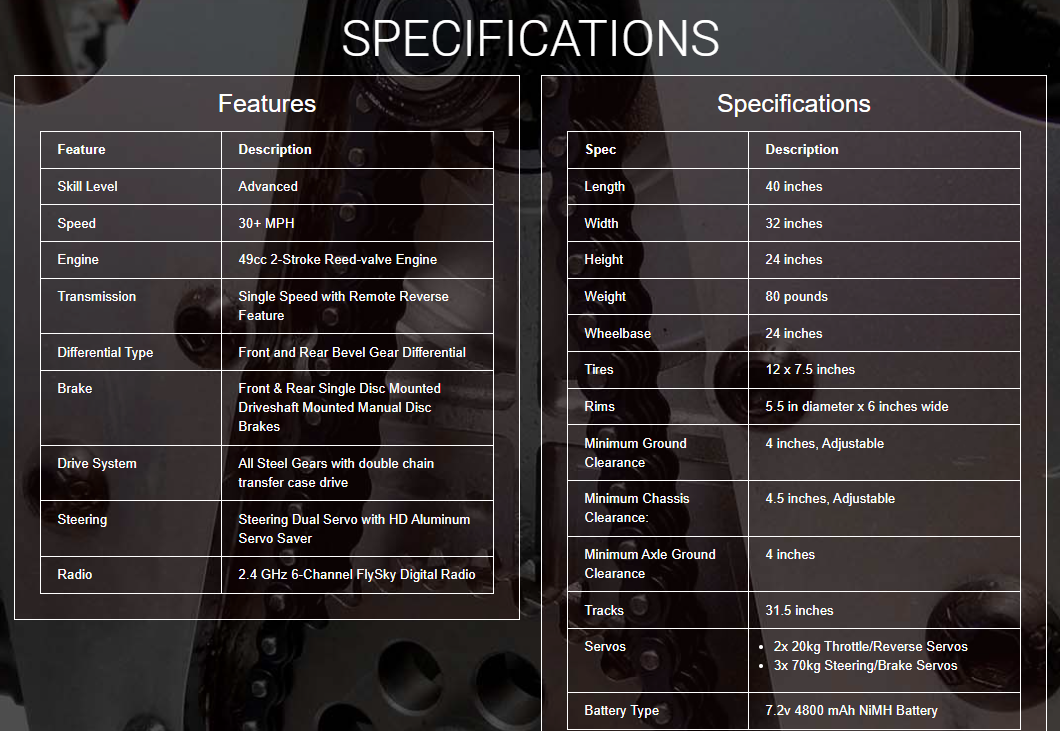 SPECIFICATIONS
Features
Feature Description
Skill Level Advanced
Speed 30+ MPH
Engine 49cc 2-Stroke Reed-valve Engine
Transmission Single Speed with Remote Reverse
Feature
Differential Type Front and Rear Bevel Gear Differential
Brake Front & Rear Single Disc Mounted
Driveshaft Mounted Manual Disc
Brakes
Drive System All Steel Gears with double chain
transfer case drive
Steering Steering Dual Servo with HD Aluminum
Servo Saver
Radio 2.4 GHz 6-Channel FlySky Digital Radio
Specifications
Spec Description
Length 40 inches
Width 32 inches
Height 24 inches
Weight 80 pounds
Wheelbase 24 inches
Tires 12 x 7.5 inches
Rims 5.5 in diameter x 6 inches wide
Minimum Ground 4 inches, Adjustable
Clearance
Minimum Chassis 4.5 inches, Adjustable
Clearance:
Minimum Axle Ground 4 inches
Clearance
Tracks 31.5 inches
Servos • 2x 20kg Throttle/Reverse Servos
• 3x 70kg Steering/Brake Servos
Battery Type 7.2v 4800 mAh NiMH Battery